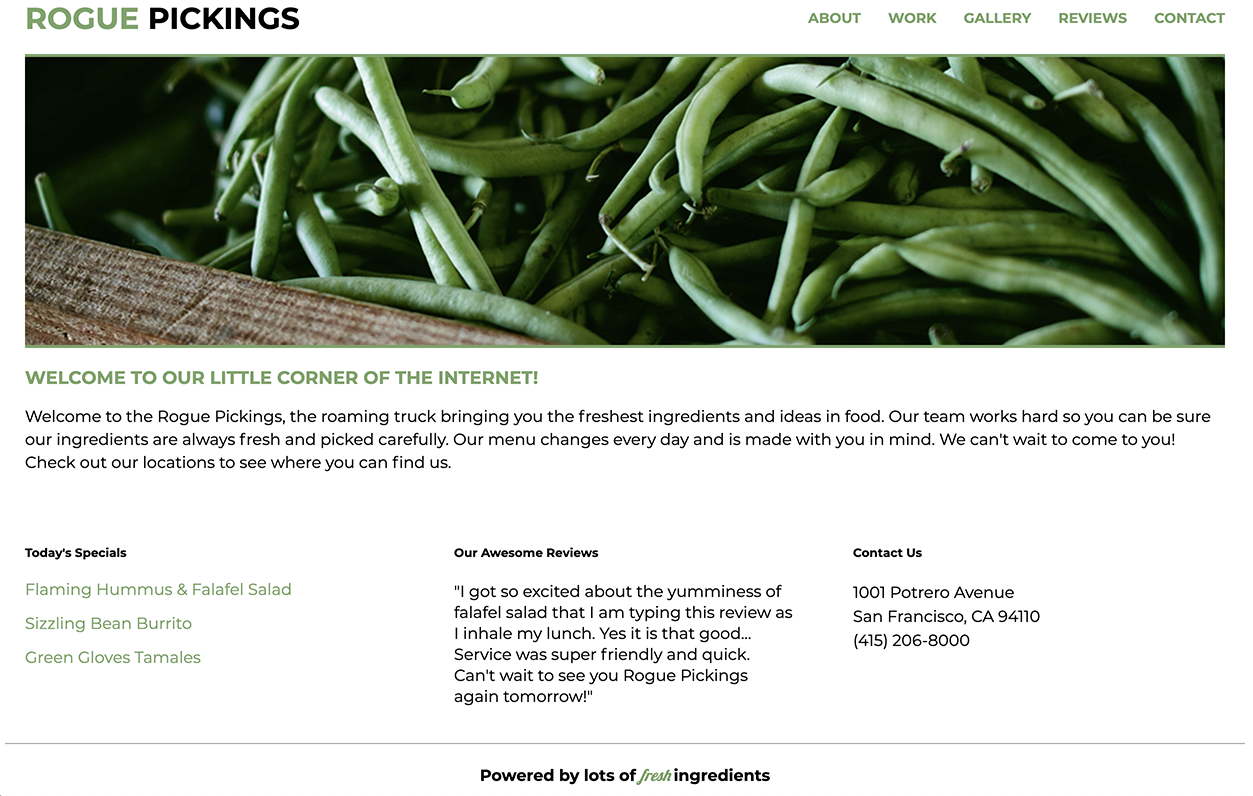 ROGUE PICKINGS
ABOUT WORK GALLERY REVIEWS CONTACT
WELCOME TO OUR LITTLE CORNER OF THE INTERNET!
Welcome to the Rogue Pickings, the roaming truck bringing you the freshest ingredients and ideas in food. Our team works hard so you can be sure
our ingredients are always fresh and picked carefully. Our menu changes every day and is made with you in mind. We can't wait to come to you!
Check out our locations to see where you can find us.
Today's Specials
Flaming Hummus & Falafel Salad
Sizzling Bean Burrito
Green Gloves Tamales
Our Awesome Reviews
"I got so excited about the yumminess of
falafel salad that I am typing this review as
I inhale my lunch. Yes it is that good...
Service was super friendly and quick.
Can't wait to see you Rogue Pickings
again tomorrow!"
Contact Us
1001 Potrero Avenue
San Francisco, CA 94110
(415) 206-8000
Powered by lots of fresh ingredients